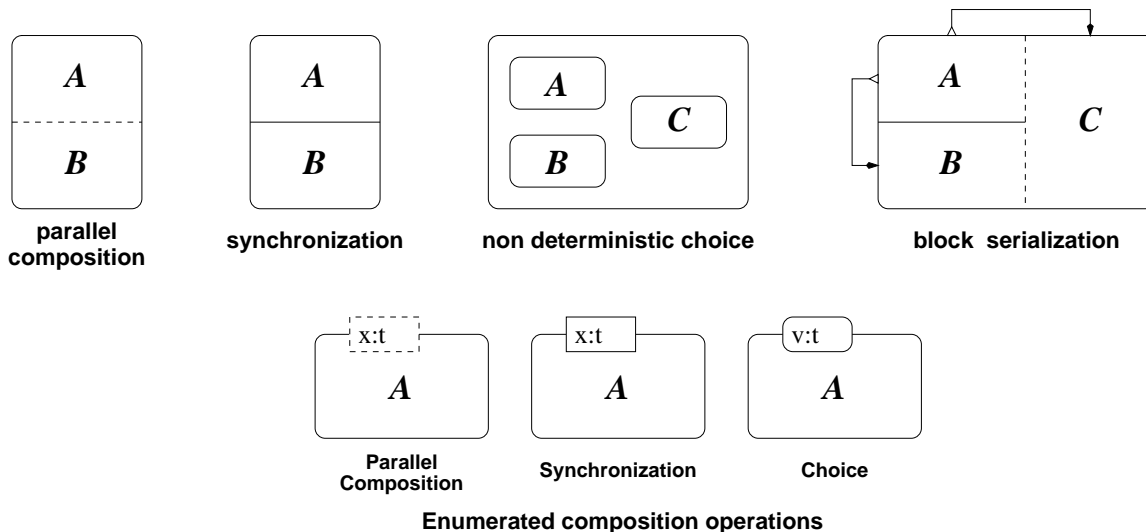 A
B
parallel
composition
A
B
synchronization
A
B
C
non deterministic choice
A
B
C
block serialization
x:t
A
Parallel
Composition
x:t
A
Synchronization
v:t
A
Choice
Enumerated composition operations